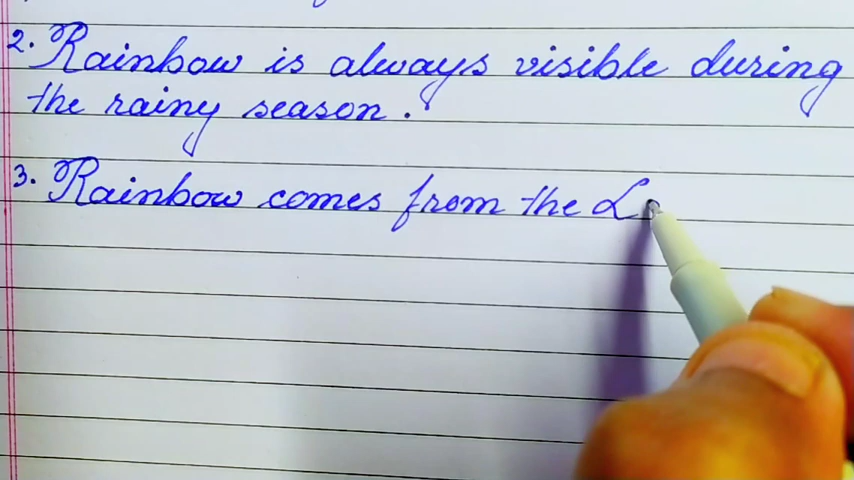 2. Rainbow is always visible during
the rainy season.
3. Rainbow comes from the L